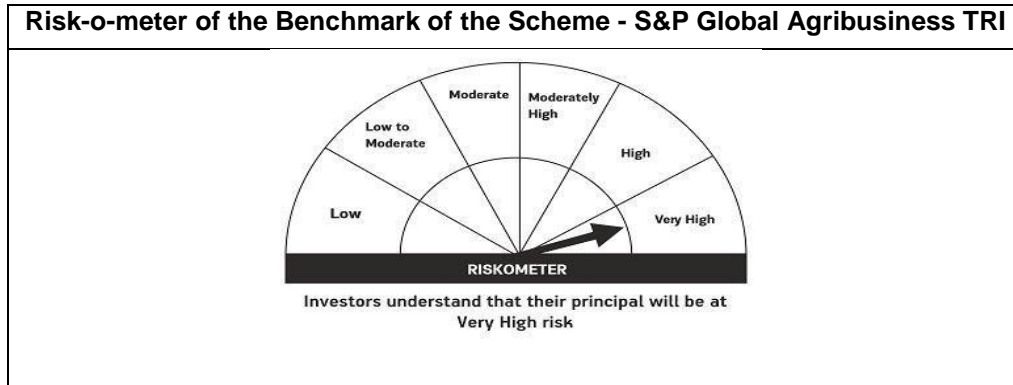 Risk-o-meter of the Benchmark of the Scheme - S&P Global Agribusiness TRI
Low
Low to
Moderate
Moderate
Moderately
High
High
Very High
RISKOMETER
Investors understand that their principal will be at
Very High risk